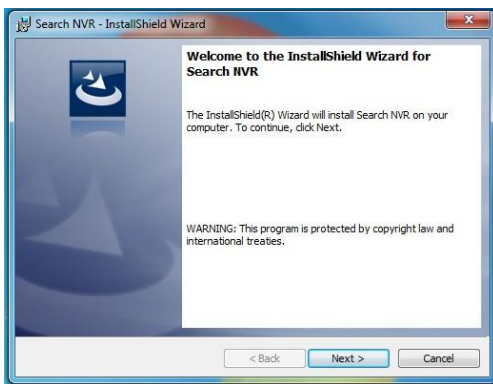 Search NVR - InstallShield Wizard
Welcome to the InstallShield Wizard for
Search NVR
The InstallShield(R) Wizard will install Search NVR on your
computer. To continue, click Next.
WARNING: This program is protected by copyright law and
international treaties.
< Back
Next >
Cancel